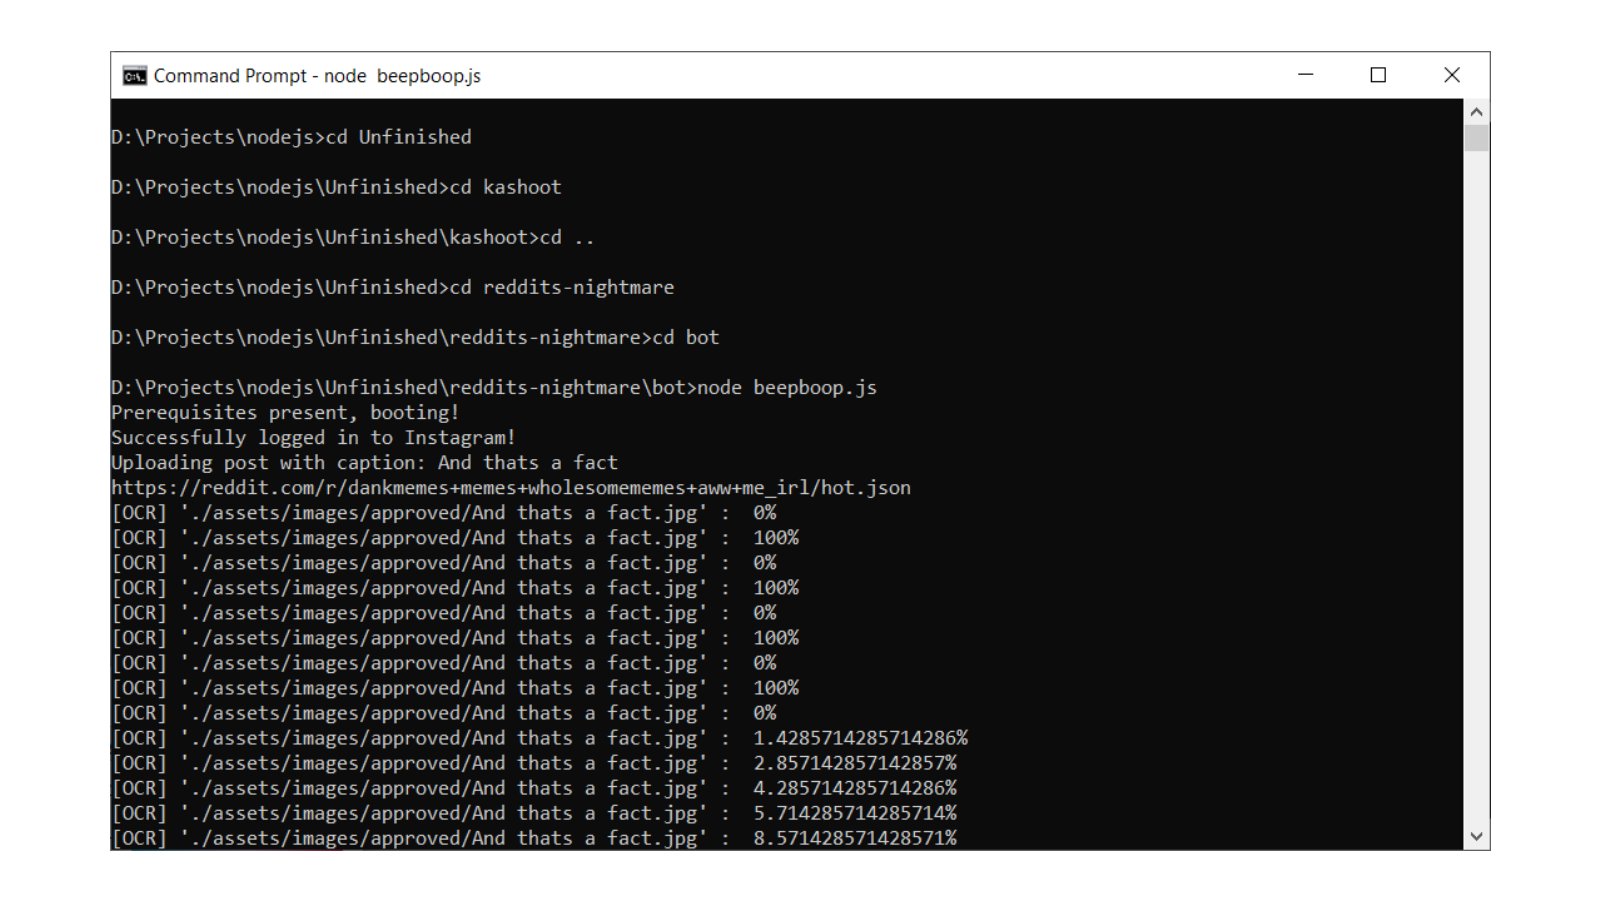 Command Prompt - node  beepboop.js
D:\Projects\nodejs>cd Unfinished
D:\Projects\nodejs\Unfinished>cd kashoot
D:\Projects\nodejs\Unfinished\kashoot>cd ..
D:\Projects\nodejs\Unfinished>cd reddits-nightmare
D:\Projects\nodejs\Unfinished\reddits-nightmare>cd bot
D:\Projects\nodejs\Unfinished\reddits-nightmare\bot>node beepboop.js
Prerequisites present, booting!
Successfully logged in to Instagram!
Uploading post with caption: And thats a fact
https://reddit.com/r/dankmemes+memes+wholesomememes+aww+me_irl/hot.json
[OCR] './assets/images/approved/And thats a fact.jpg' :  0%
[OCR] './assets/images/approved/And thats a fact.jpg' :  100%
[OCR] './assets/images/approved/And thats a fact.jpg' :  0%
[OCR] './assets/images/approved/And thats a fact.jpg' :  100%
[OCR] './assets/images/approved/And thats a fact.jpg' :  0%
[OCR] './assets/images/approved/And thats a fact.jpg' :  100%
[OCR] './assets/images/approved/And thats a fact.jpg' :  0%
[OCR] './assets/images/approved/And thats a fact.jpg' :  100%
[OCR] './assets/images/approved/And thats a fact.jpg' :  0%
[OCR] './assets/images/approved/And thats a fact.jpg' :  1.4285714285714286%
[OCR] './assets/images/approved/And thats a fact.jpg' :  2.857142857142857%
[OCR] './assets/images/approved/And thats a fact.jpg' :  4.285714285714286%
[OCR] './assets/images/approved/And thats a fact.jpg' :  5.714285714285714%
[OCR] './assets/images/approved/And thats a fact.jpg' :  8.571428571428571%